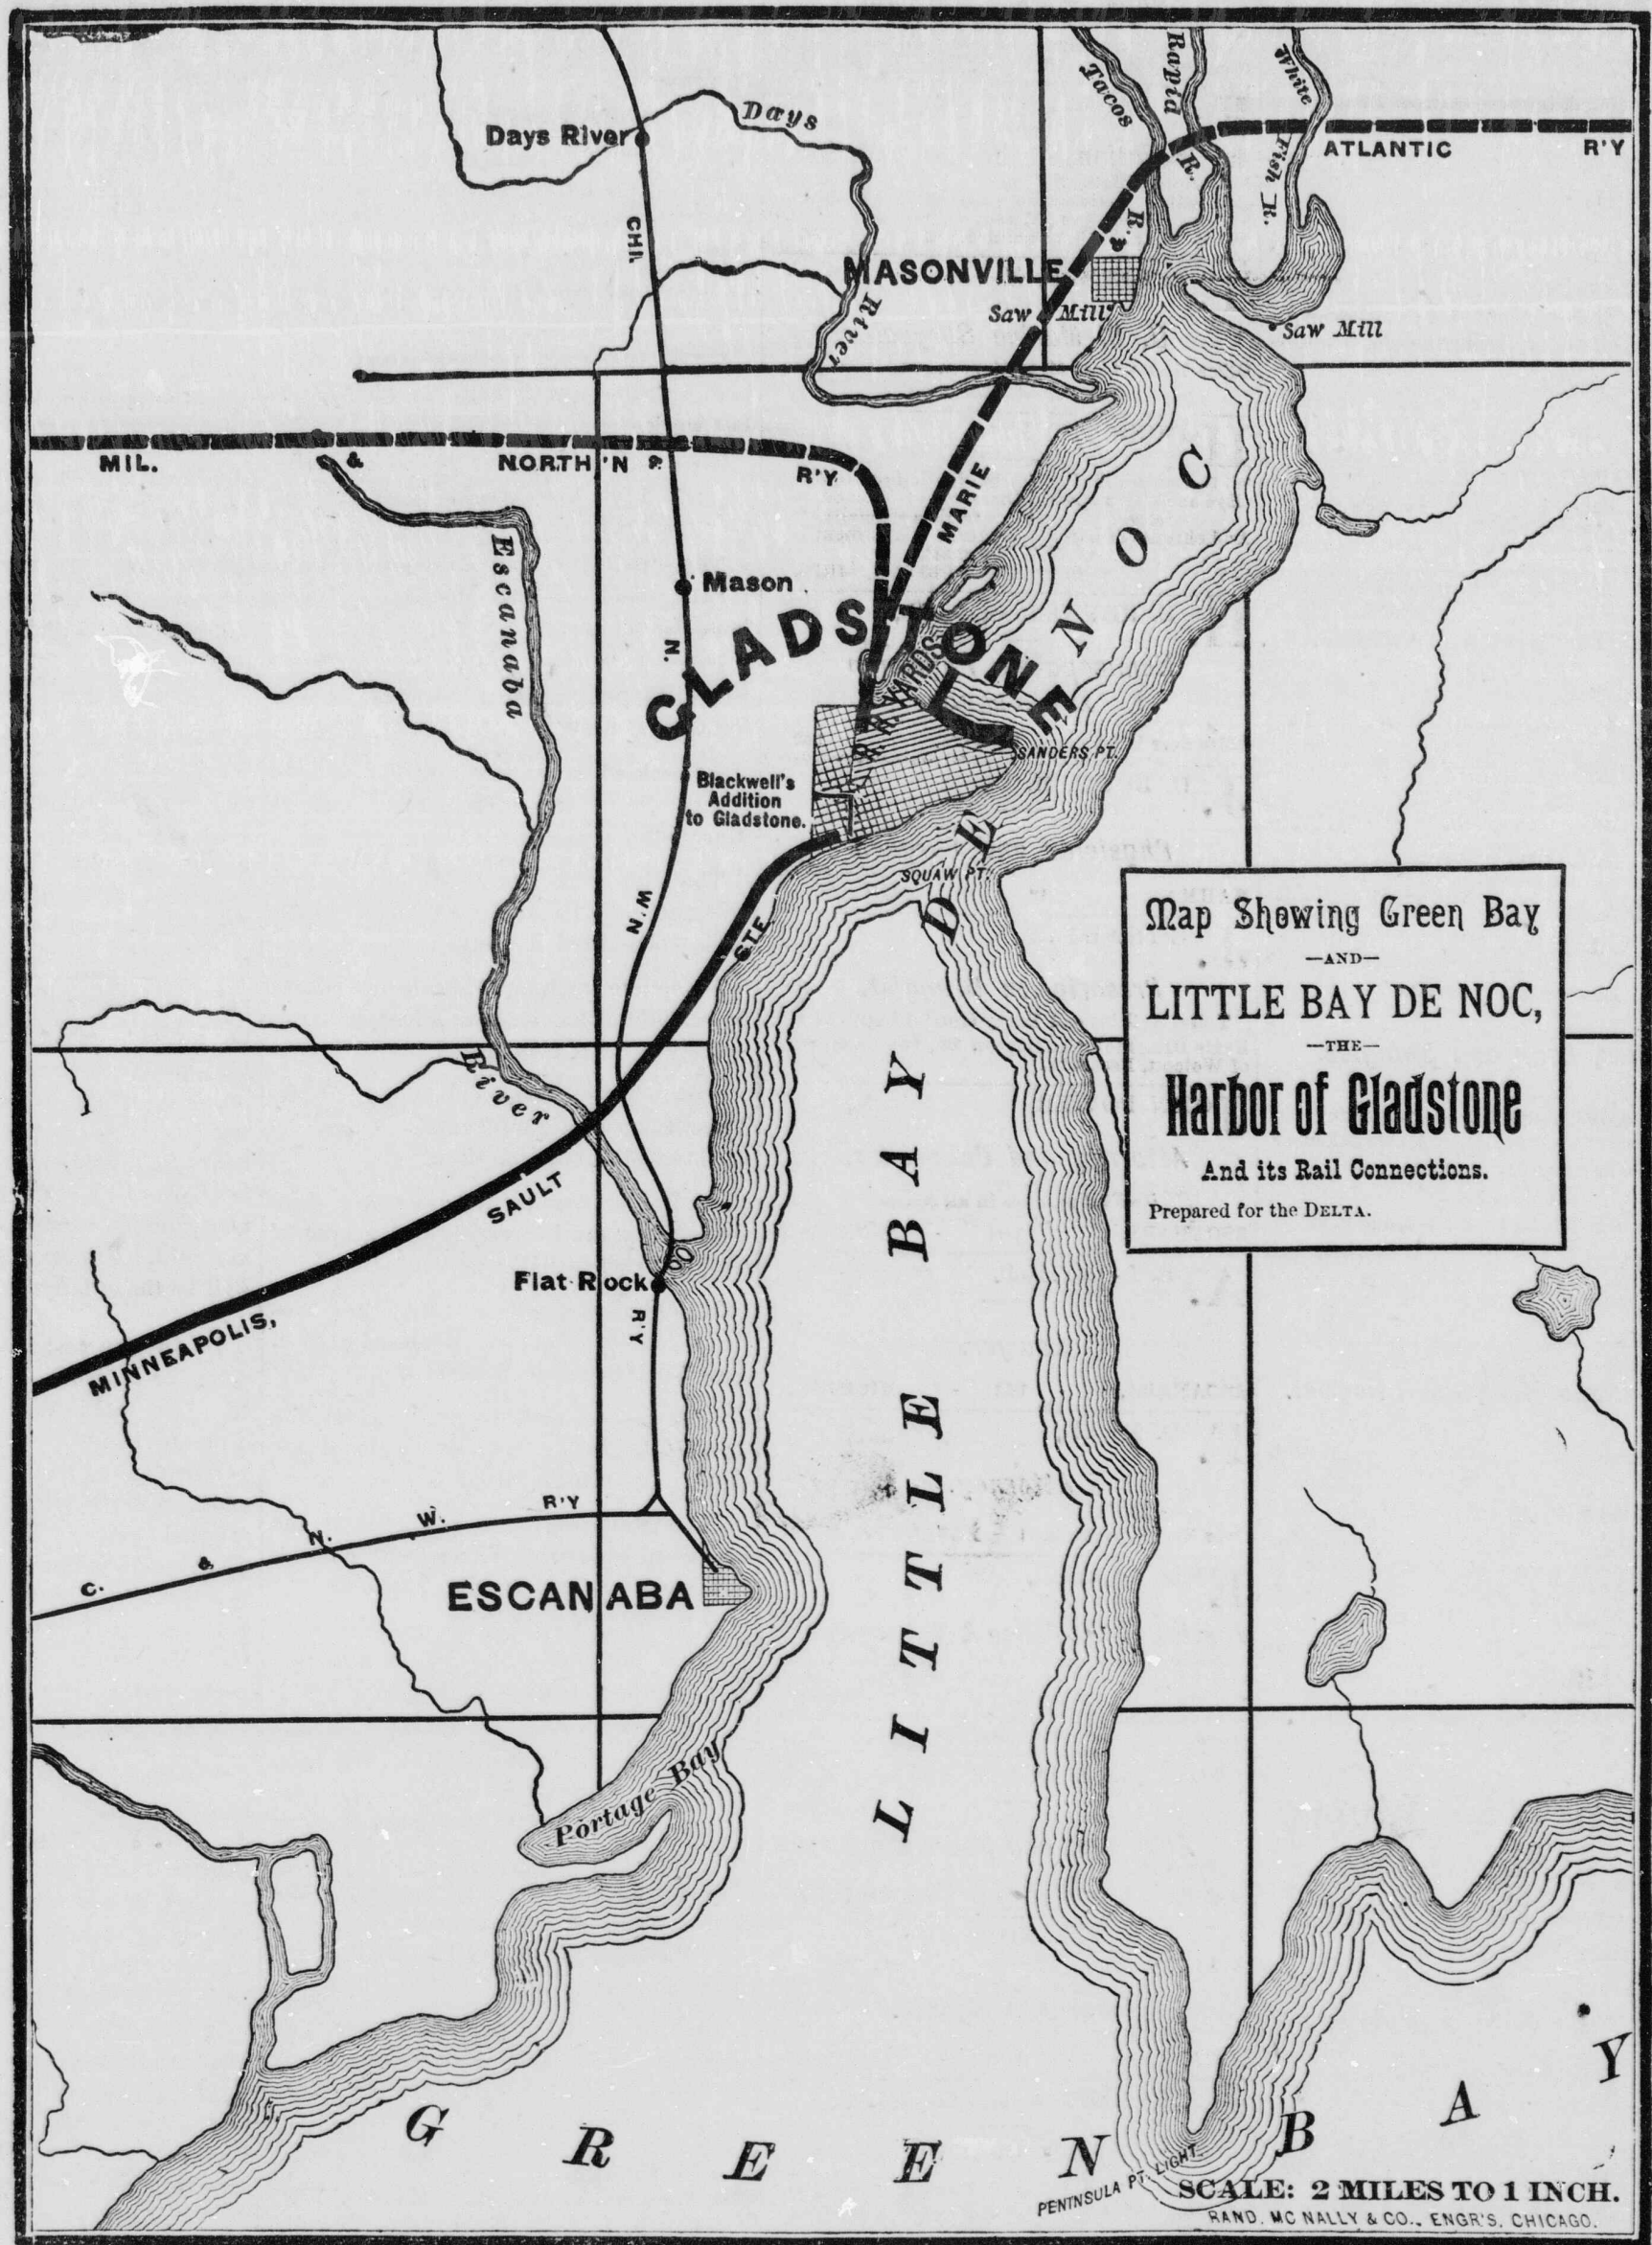 Tacos
Rapid
R.
White
Fish R.
Days
River
Days River
ATLANTIC R'Y
CHI.
R.
&
MASONVILLE
Saw Mill
Saw Mill
MIL. & NORTH'N R'Y
&
MARIE
Escanaba
River
Mason
N.
GLADSTONE
R.R. YARDS
SANDERS PT.
Blackwell's
Addition
to Gladstone.
SQUAW PT.
N.W.
STE.
LITTLE BAY DE NOC
Map Showing Green Bay
—AND—
LITTLE BAY DE NOC,
—THE—
Harbor of Gladstone
And its Rail Connections.
Prepared for the DELTA.
SAULT
Flat Rock
R'Y
MINNEAPOLIS,
C. & N. W. R'Y
ESCANABA
Portage Bay
GREEN BAY
PENINSULA PT. LIGHT
SCALE: 2 MILES TO 1 INCH.
RAND, MC NALLY & CO., ENGR'S, CHICAGO.